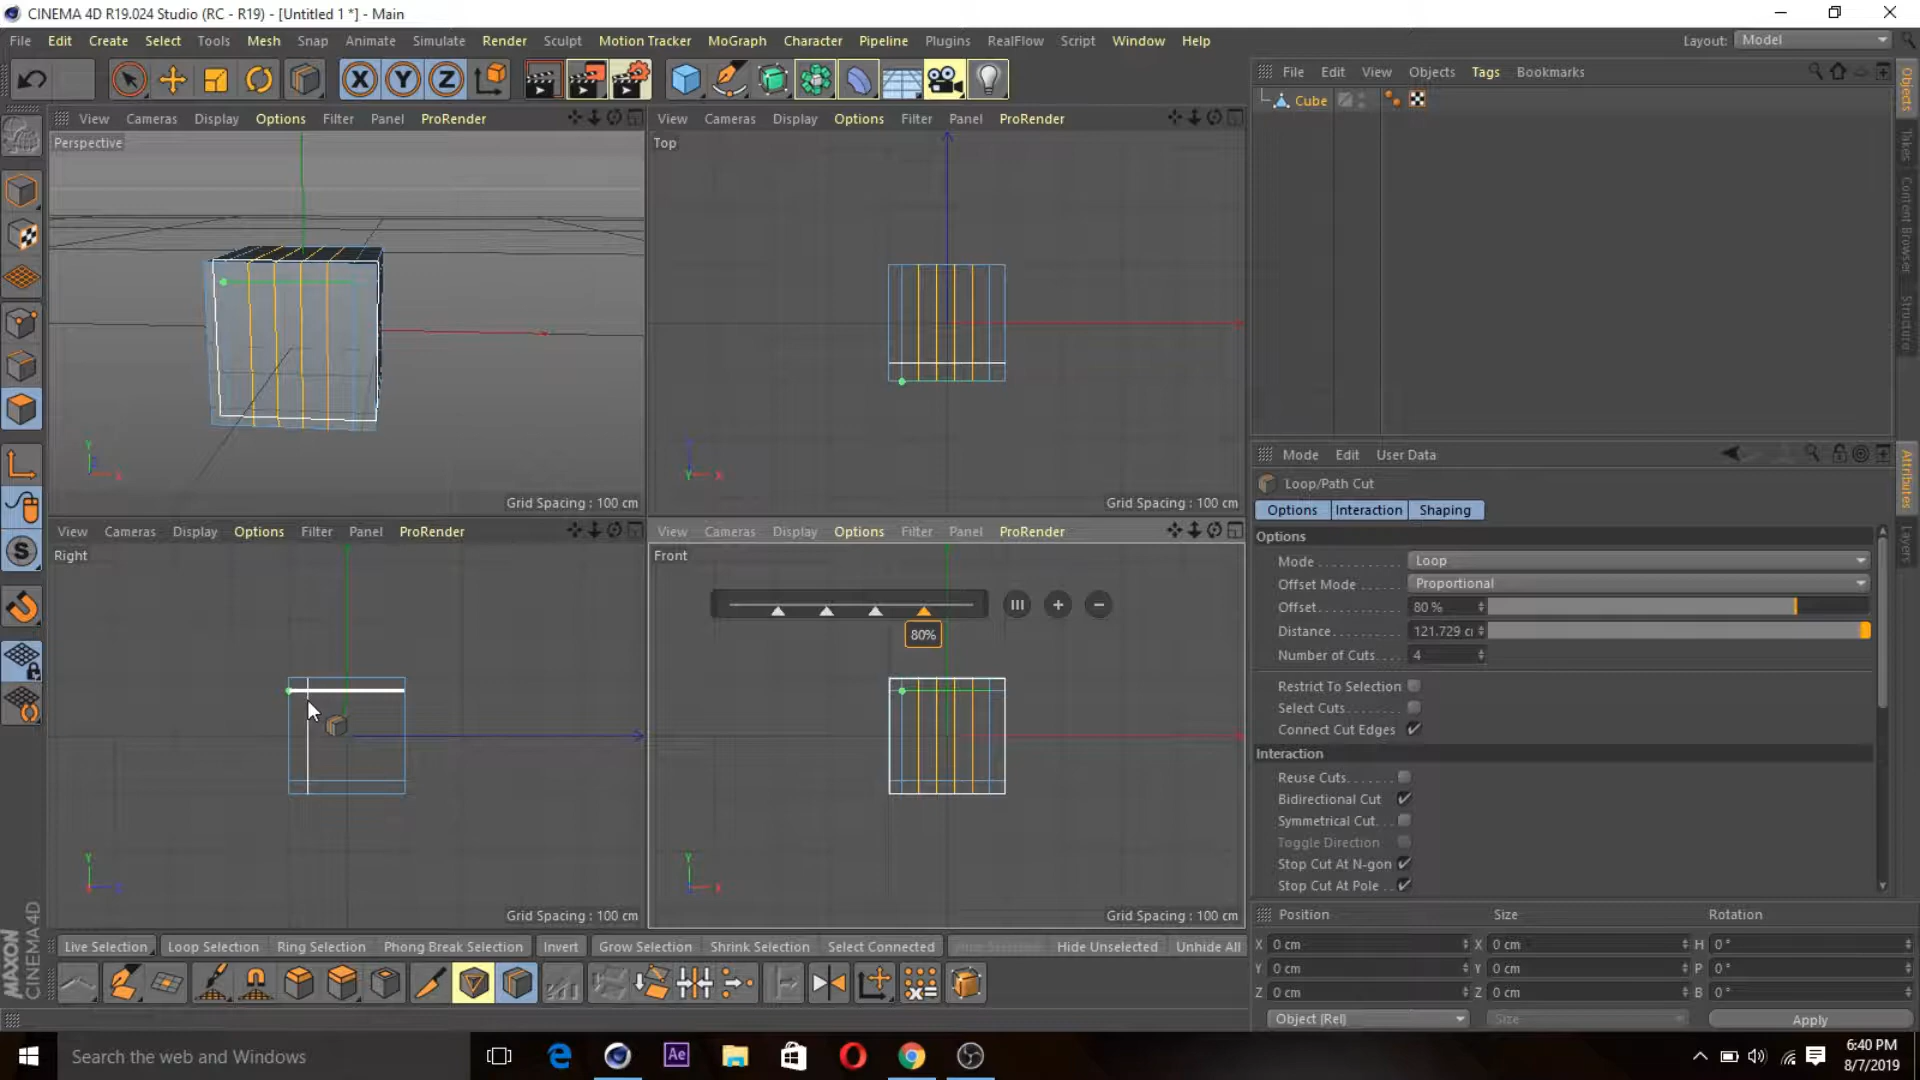 CINEMA 4D R19.024 Studio (RC - R19) - [Untitled 1 *] - Main
File Edit Create Select Tools Mesh Snap Animate Simulate Render Sculpt Motion Tracker MoGraph Character Pipeline Plugins RealFlow Script Window Help Layout: Model
X Y Z
File Edit View Objects Tags Bookmarks
Cube
View Cameras Display Options Filter Panel ProRender
Perspective
Y X
Grid Spacing : 100 cm
View Cameras Display Options Filter Panel ProRender
Top
Y X
Grid Spacing : 100 cm
View Cameras Display Options Filter Panel ProRender
Right
Y
Grid Spacing : 100 cm
View Cameras Display Options Filter Panel ProRender
Front
80%
Y X
Grid Spacing : 100 cm
Objects
Takes
Content Browser
Structure
Attributes
Layers
Mode Edit User Data
Loop/Path Cut
Options Interaction Shaping
Options
Mode Loop
Offset Mode Proportional
Offset 80 %
Distance 121.729 c
Number of Cuts 4
Restrict To Selection
Select Cuts
Connect Cut Edges
Interaction
Reuse Cuts
Bidirectional Cut
Symmetrical Cut
Toggle Direction
Stop Cut At N-gon
Stop Cut At Pole
Position Size Rotation
X 0 cm X 0 cm H 0 °
Y 0 cm Y 0 cm P 0 °
Z 0 cm Z 0 cm B 0 °
Object (Rel) Size Apply
Live Selection Loop Selection Ring Selection Phong Break Selection Invert Grow Selection Shrink Selection Select Connected Hide Unselected Unhide All
MAXON
CINEMA 4D
Search the web and Windows
Ae
6:40 PM
8/7/2019